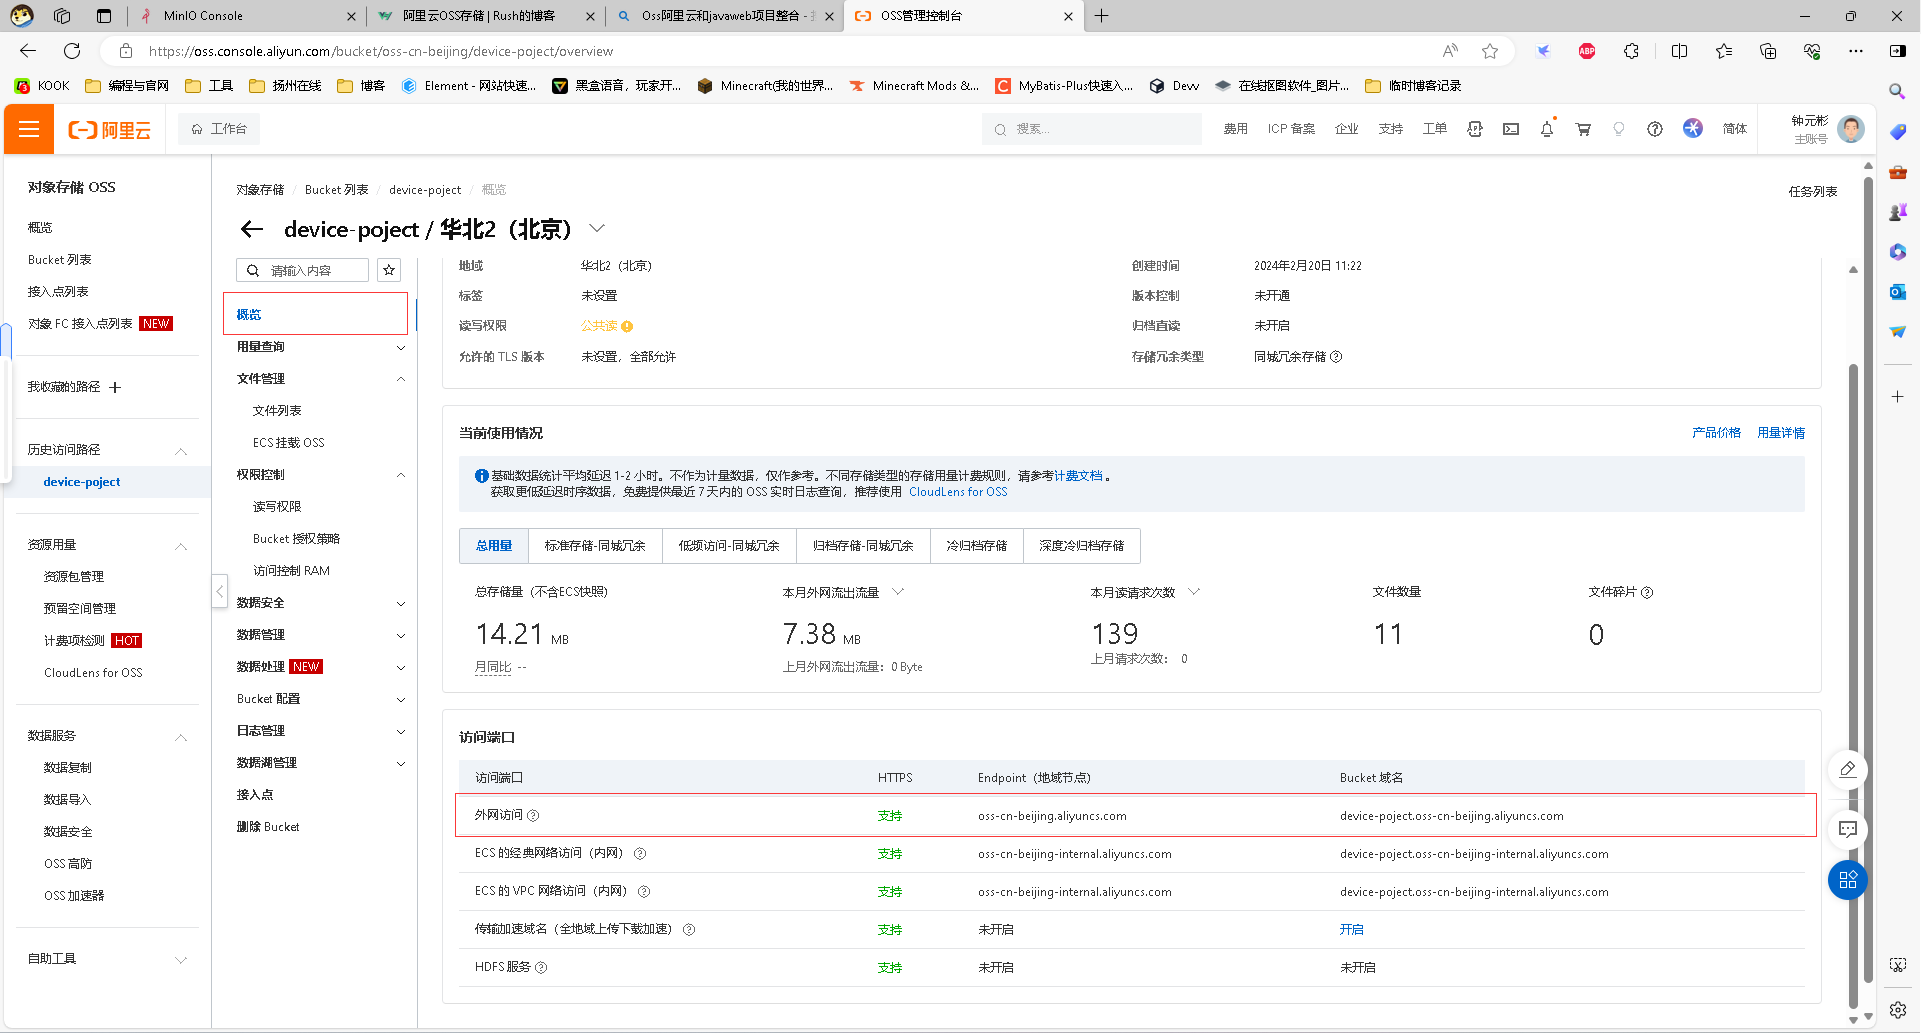 MinIO Console
阿里云OSS存储 | Rush的博客
Oss阿里云和javaweb项目整合 -
OSS管理控制台
https://oss.console.aliyun.com/bucket/oss-cn-beijing/device-poject/overview
ABP
KOOK
编程与官网
工具
扬州在线
博客
Element - 网站快速...
黑盒语音，玩家开...
Minecraft(我的世界...
Minecraft Mods &...
MyBatis-Plus快速入...
Devv
在线抠图软件_图片...
临时博客记录
阿里云
工作台
搜索...
费用
ICP 备案
企业
支持
工单
简体
钟元彬
主账号
对象存储 OSS
概览
Bucket 列表
接入点列表
对象 FC 接入点列表 NEW
我收藏的路径
历史访问路径
device-poject
资源用量
资源包管理
预留空间管理
计费项检测 HOT
CloudLens for OSS
数据服务
数据复制
数据导入
数据安全
OSS 高防
OSS 加速器
自助工具
对象存储 / Bucket 列表 / device-poject / 概览
任务列表
device-poject / 华北2（北京）
请输入内容
概览
用量查询
文件管理
文件列表
ECS 挂载 OSS
权限控制
读写权限
Bucket 授权策略
访问控制 RAM
数据安全
数据管理
数据处理 NEW
Bucket 配置
日志管理
数据湖管理
接入点
删除 Bucket
地域 华北2（北京） 创建时间 2024年2月20日 11:22
标签 未设置 版本控制 未开通
读写权限 公共读 归档直读 未开启
允许的 TLS 版本 未设置，全部允许 存储冗余类型 同城冗余存储
当前使用情况
产品价格 用量详情
基础数据统计平均延迟 1-2 小时。不作为计量数据，仅作参考。不同存储类型的存储用量计费规则，请参考计费文档 。
获取更低延迟时序数据，免费提供最近 7 天内的 OSS 实时日志查询，推荐使用 CloudLens for OSS
总用量 标准存储-同城冗余 低频访问-同城冗余 归档存储-同城冗余 冷归档存储 深度冷归档存储
总存储量（不含ECS快照） 本月外网流出流量 本月读请求次数 文件数量 文件碎片
14.21 MB 7.38 MB 139 11 0
月同比 -- 上月外网流出流量：0 Byte 上月请求次数： 0
访问端口
访问端口 HTTPS Endpoint（地域节点） Bucket 域名
外网访问 支持 oss-cn-beijing.aliyuncs.com device-poject.oss-cn-beijing.aliyuncs.com
ECS 的经典网络访问（内网） 支持 oss-cn-beijing-internal.aliyuncs.com device-poject.oss-cn-beijing-internal.aliyuncs.com
ECS 的 VPC 网络访问（内网） 支持 oss-cn-beijing-internal.aliyuncs.com device-poject.oss-cn-beijing-internal.aliyuncs.com
传输加速域名（全地域上传下载加速） 支持 未开启 开启
HDFS 服务 支持 未开启 未开启